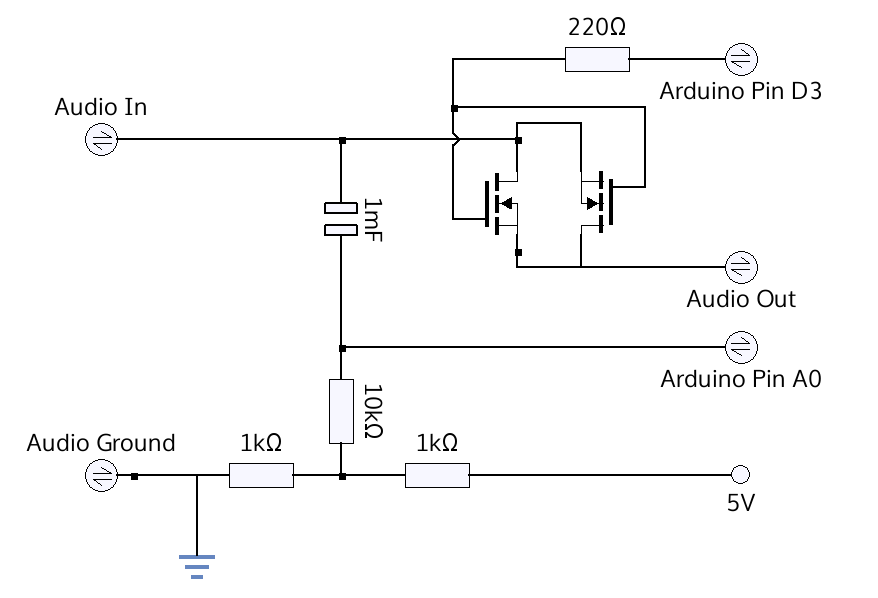 220Ω
Arduino Pin D3
Audio In
1mF
Audio Out
Arduino Pin A0
10kΩ
Audio Ground
1kΩ
1kΩ
5V